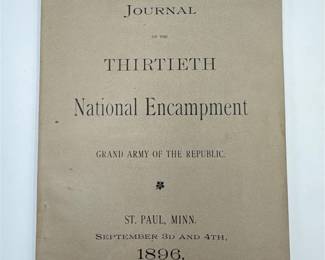 JOURNAL
OF THE
THIRTIETH
National Encampment
GRAND ARMY OF THE REPUBLIC.
ST. PAUL, MINN.
SEPTEMBER 3D AND 4TH,
1896.